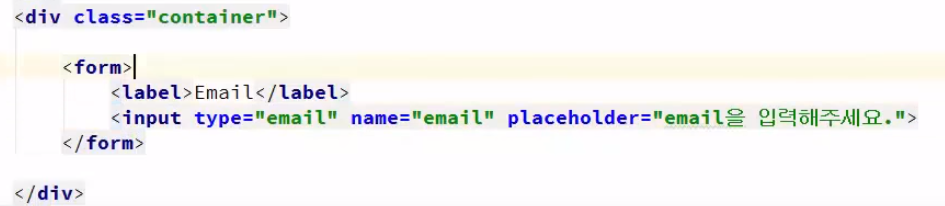 <div class="container">
<form>
<label>Email</label>
<input type="email" name="email" placeholder="email을 입력해주세요.">
</form>
</div>